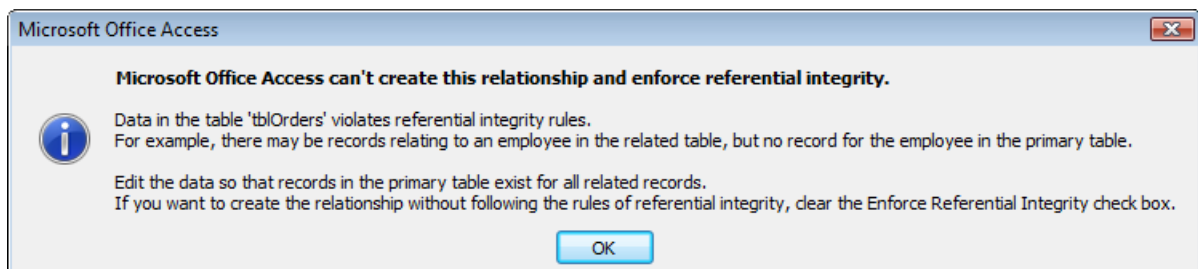 Microsoft Office Access
Microsoft Office Access can't create this relationship and enforce referential integrity.
Data in the table 'tblOrders' violates referential integrity rules.
For example, there may be records relating to an employee in the related table, but no record for the employee in the primary table.
Edit the data so that records in the primary table exist for all related records.
If you want to create the relationship without following the rules of referential integrity, clear the Enforce Referential Integrity check box.
OK